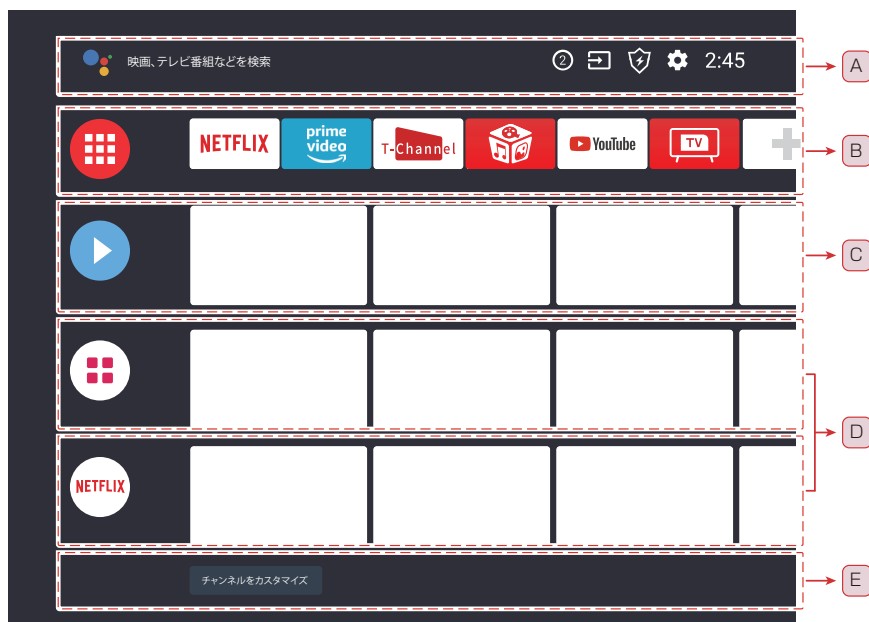 映画、テレビ番組などを検索
2
2:45
A
NETFLIX
prime video
T-Channel
YouTube
TV
B
C
D
NETFLIX
チャンネルをカスタマイズ
E